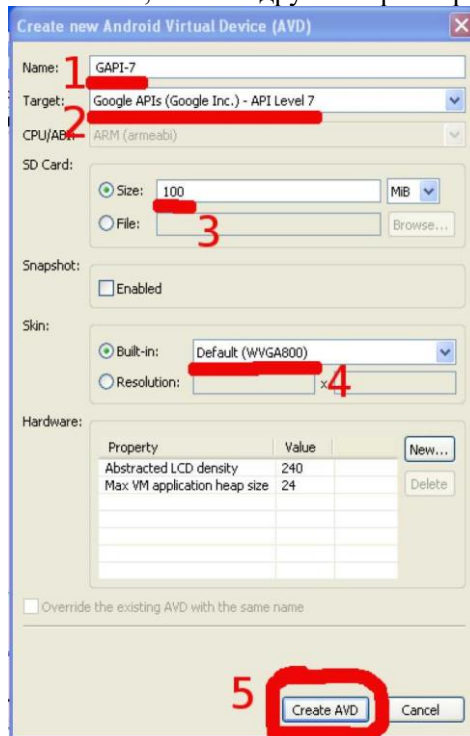 Create new Android Virtual Device (AVD)
Name: 1 GAPI-7
Target: Google APIs (Google Inc.) - API Level 7
2
CPU/ABI: ARM (armeabi)
SD Card:
Size: 100 MiB
File: Browse...
3
Snapshot:
Enabled
Skin:
Built-in: Default (WVGA800)
Resolution: x
4
Hardware:
Property Value New...
Abstracted LCD density 240
Max VM application heap size 24 Delete
Override the existing AVD with the same name
5
Create AVD Cancel